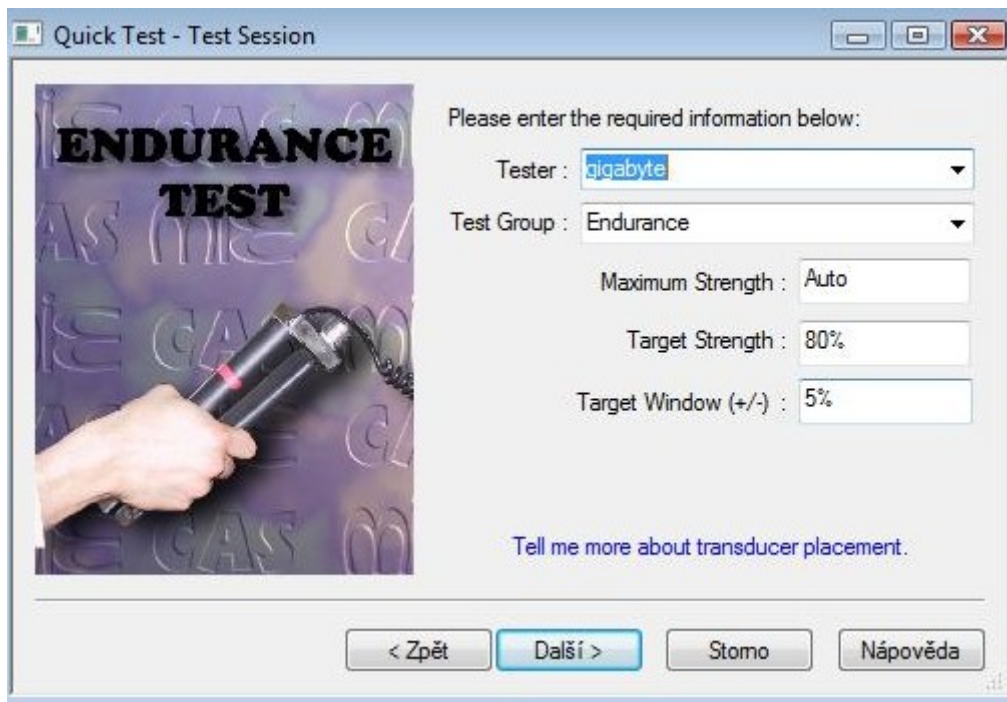 Quick Test - Test Session
ENDURANCE
TEST
Please enter the required information below:
Tester : gigabyte
Test Group : Endurance
Maximum Strength : Auto
Target Strength : 80%
Target Window (+/-) : 5%
Tell me more about transducer placement.
< Zpět Další > Storno Nápověda